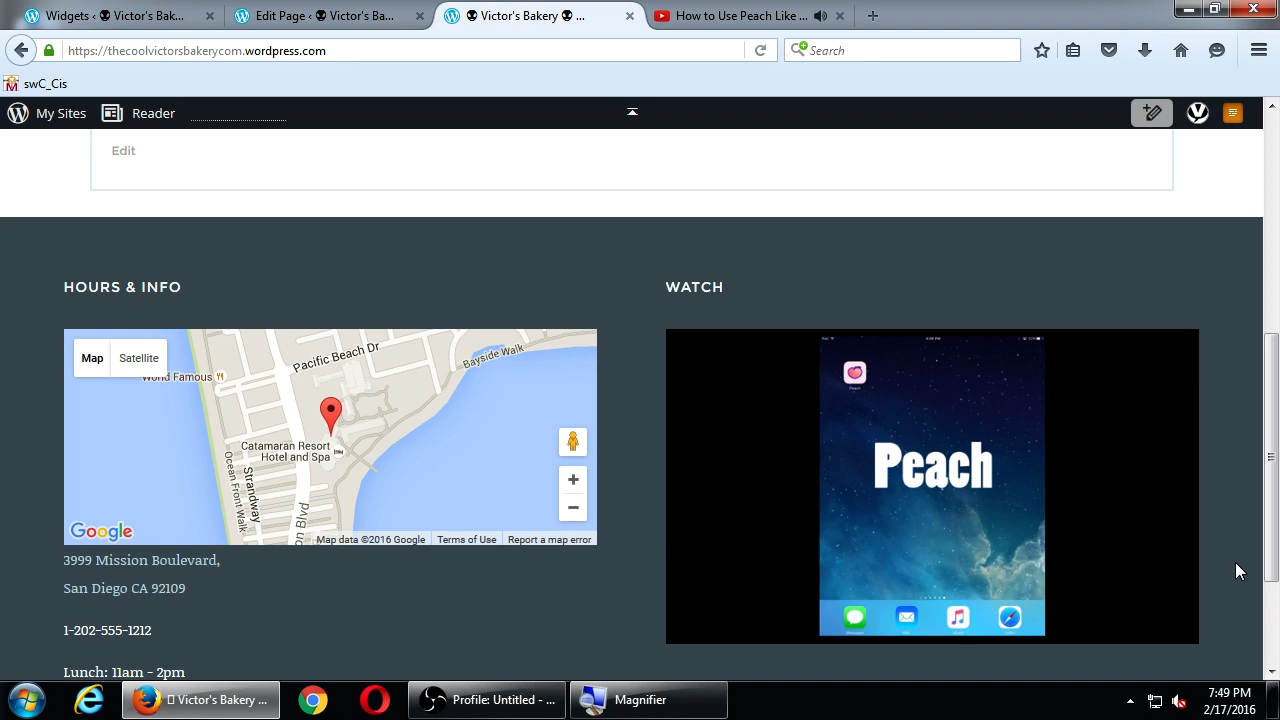 Widgets ‹ 💀 Victor's Bak...
Edit Page ‹ 💀 Victor's Ba...
💀 Victor's Bakery 💀 ...
How to Use Peach Like ...
https://thecoolvictorsbakerycom.wordpress.com
Search
swC_Cis
My Sites
Reader
Edit
HOURS & INFO
WATCH
Map
Satellite
Pacific Beach Dr
Bayside Walk
World Famous
Catamaran Resort
Hotel and Spa
Ocean Front Walk
Strandway
on Blvd
Google
Map data ©2016 Google
Terms of Use
Report a map error
Peach
Peach
3999 Mission Boulevard,
San Diego CA 92109
1-202-555-1212
Lunch: 11am - 2pm
Victor's Bakery ...
Profile: Untitled - ...
Magnifier
7:49 PM
2/17/2016